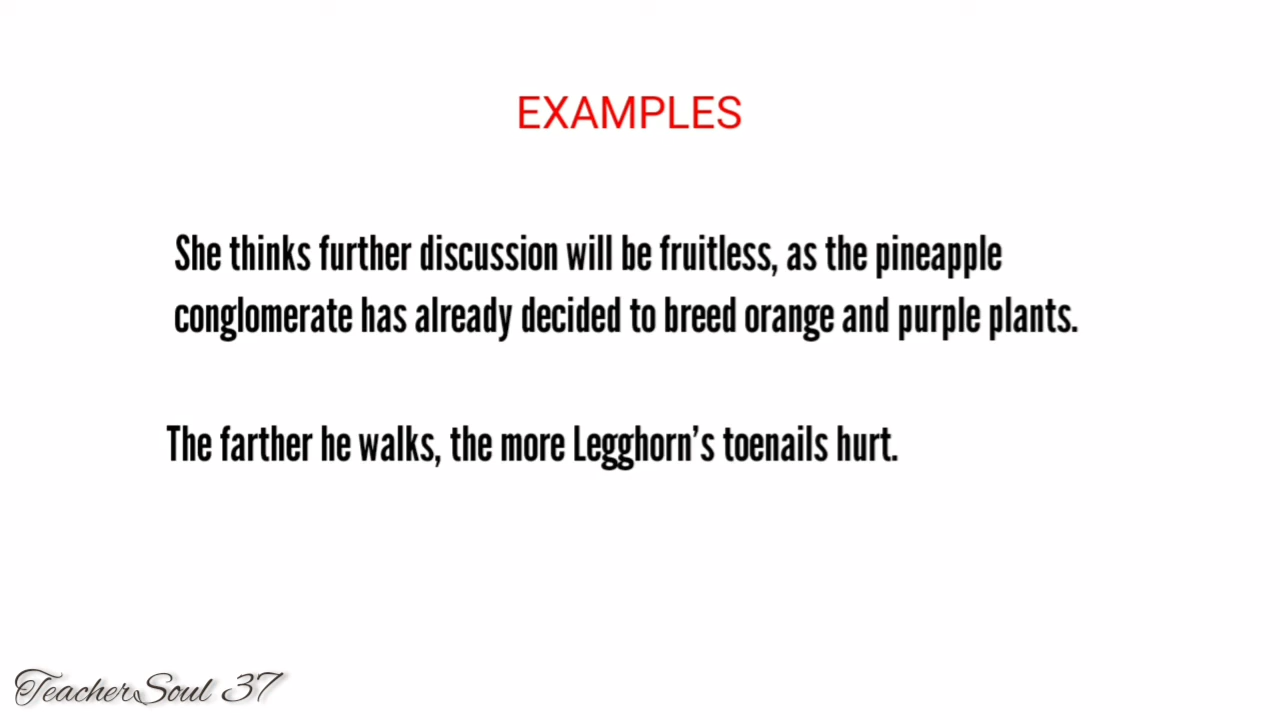 EXAMPLES
She thinks further discussion will be fruitless, as the pineapple
conglomerate has already decided to breed orange and purple plants.
The farther he walks, the more Legghorn’s toenails hurt.
TeacherSoul 37